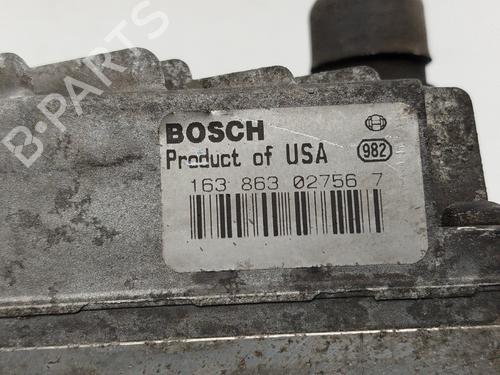 BOSCH
982
Product of USA
163 863 02756 7
B-PARTS